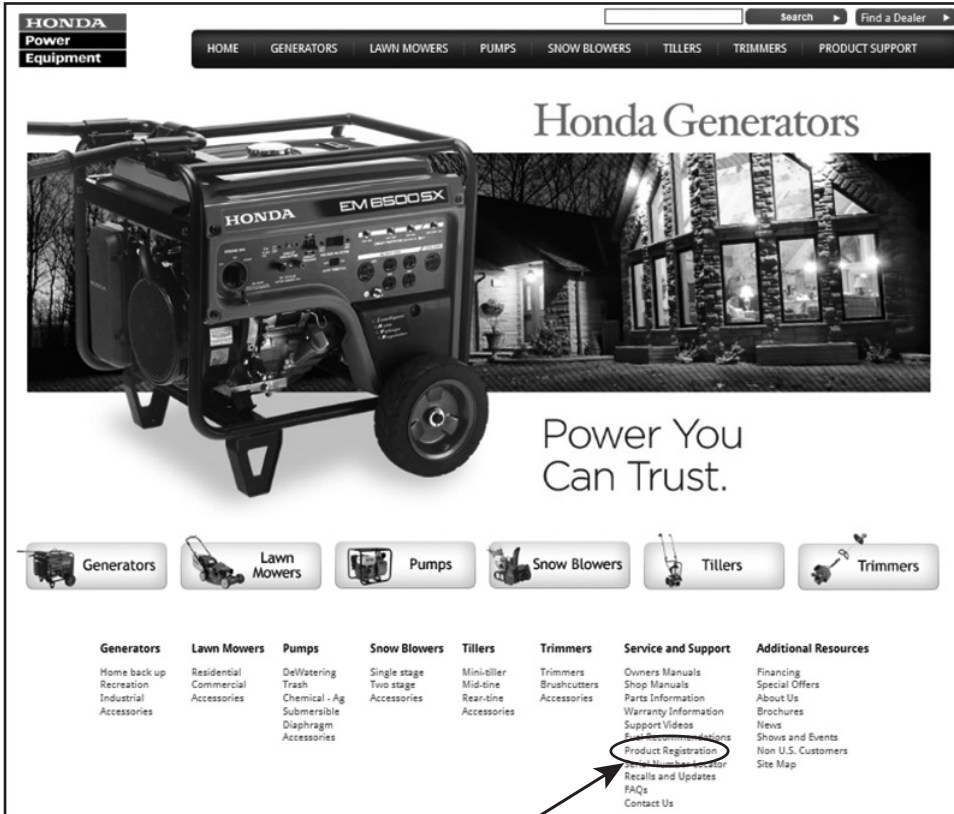 HONDA
Power
Equipment
Search
Find a Dealer
HOME GENERATORS LAWN MOWERS PUMPS SNOW BLOWERS TILLERS TRIMMERS PRODUCT SUPPORT
Honda Generators
HONDA EM6500SX
Power You
Can Trust.
Generators
Lawn
Mowers
Pumps
Snow Blowers
Tillers
Trimmers
Generators
Home back up
Recreation
Industrial
Accessories
Lawn Mowers
Residential
Commercial
Accessories
Pumps
DeWatering
Trash
Chemical - Ag
Submersible
Diaphragm
Accessories
Snow Blowers
Single stage
Two stage
Accessories
Tillers
Mini-tiller
Mid-tine
Rear-tine
Accessories
Trimmers
Trimmers
Brushcutters
Accessories
Service and Support
Owners Manuals
Shop Manuals
Parts Information
Warranty Information
Support Videos
Fuel Recommendations
Product Registration
Serial Number Locator
Recalls and Updates
FAQs
Contact Us
Additional Resources
Financing
Special Offers
About Us
Brochures
News
Shows and Events
Non U.S. Customers
Site Map